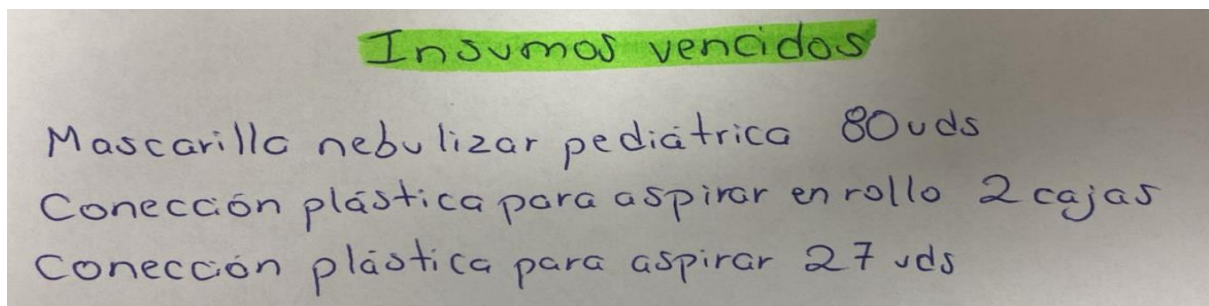 Insumos vencidos
Mascarilla nebulizar pediátrica 80uds
Conección plástica para aspirar en rollo 2 cajas
Conección plástica para aspirar 27 uds